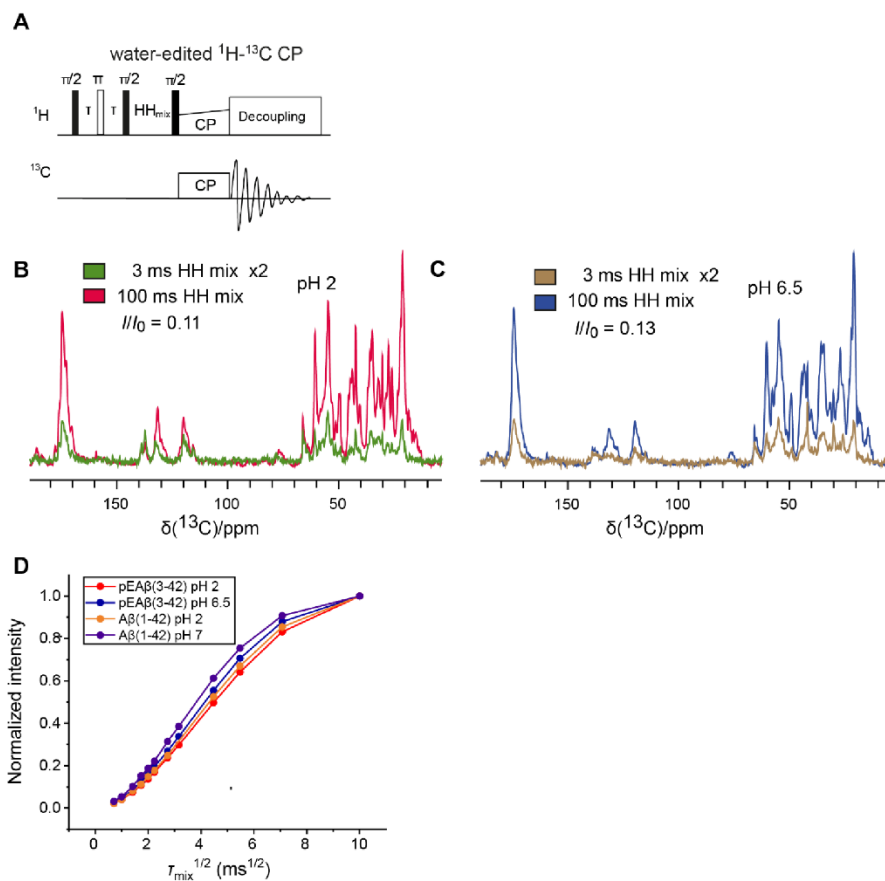 A
water-edited ¹H-¹³C CP
π/2 π π/2 π/2
¹H τ τ HHmix CP Decoupling
¹³C CP
B
3 ms HH mix x2
100 ms HH mix
I/I₀ = 0.11
pH 2
150 100 50
δ(¹³C)/ppm
C
3 ms HH mix x2
100 ms HH mix
I/I₀ = 0.13
pH 6.5
150 100 50
δ(¹³C)/ppm
D
pEAβ(3-42) pH 2
pEAβ(3-42) pH 6.5
Aβ(1-42) pH 2
Aβ(1-42) pH 7
Normalized intensity
1.0
0.8
0.6
0.4
0.2
0.0
0 2 4 6 8 10
τmix^1/2 (ms^1/2)